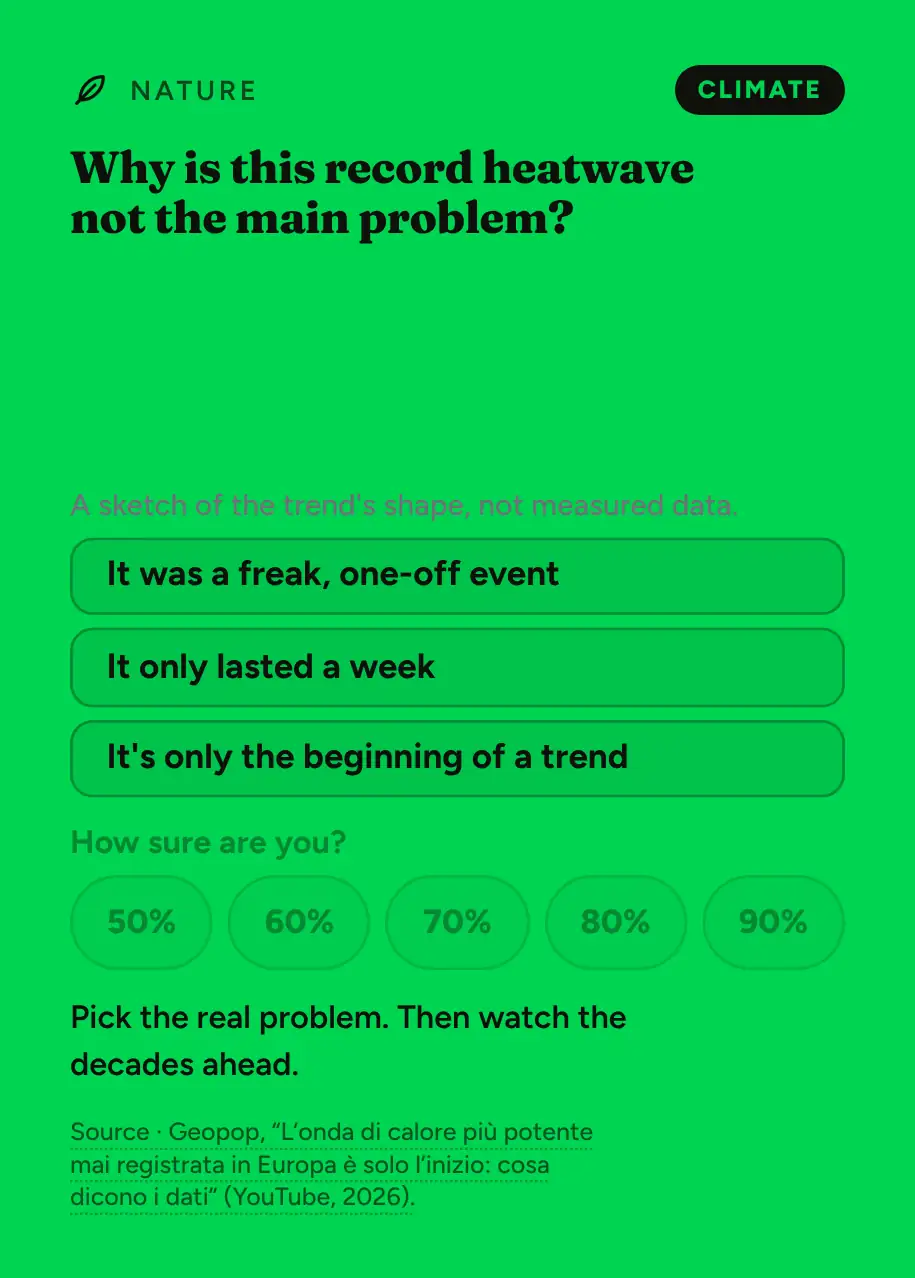 NATURE
CLIMATE
Why is this record heatwave
not the main problem?
A sketch of the trend's shape, not measured data.
It was a freak, one-off event
It only lasted a week
It's only the beginning of a trend
How sure are you?
50% 60% 70% 80% 90%
Pick the real problem. Then watch the
decades ahead.
Source · Geopop, “L’onda di calore più potente
mai registrata in Europa è solo l’inizio: cosa
dicono i dati” (YouTube, 2026).